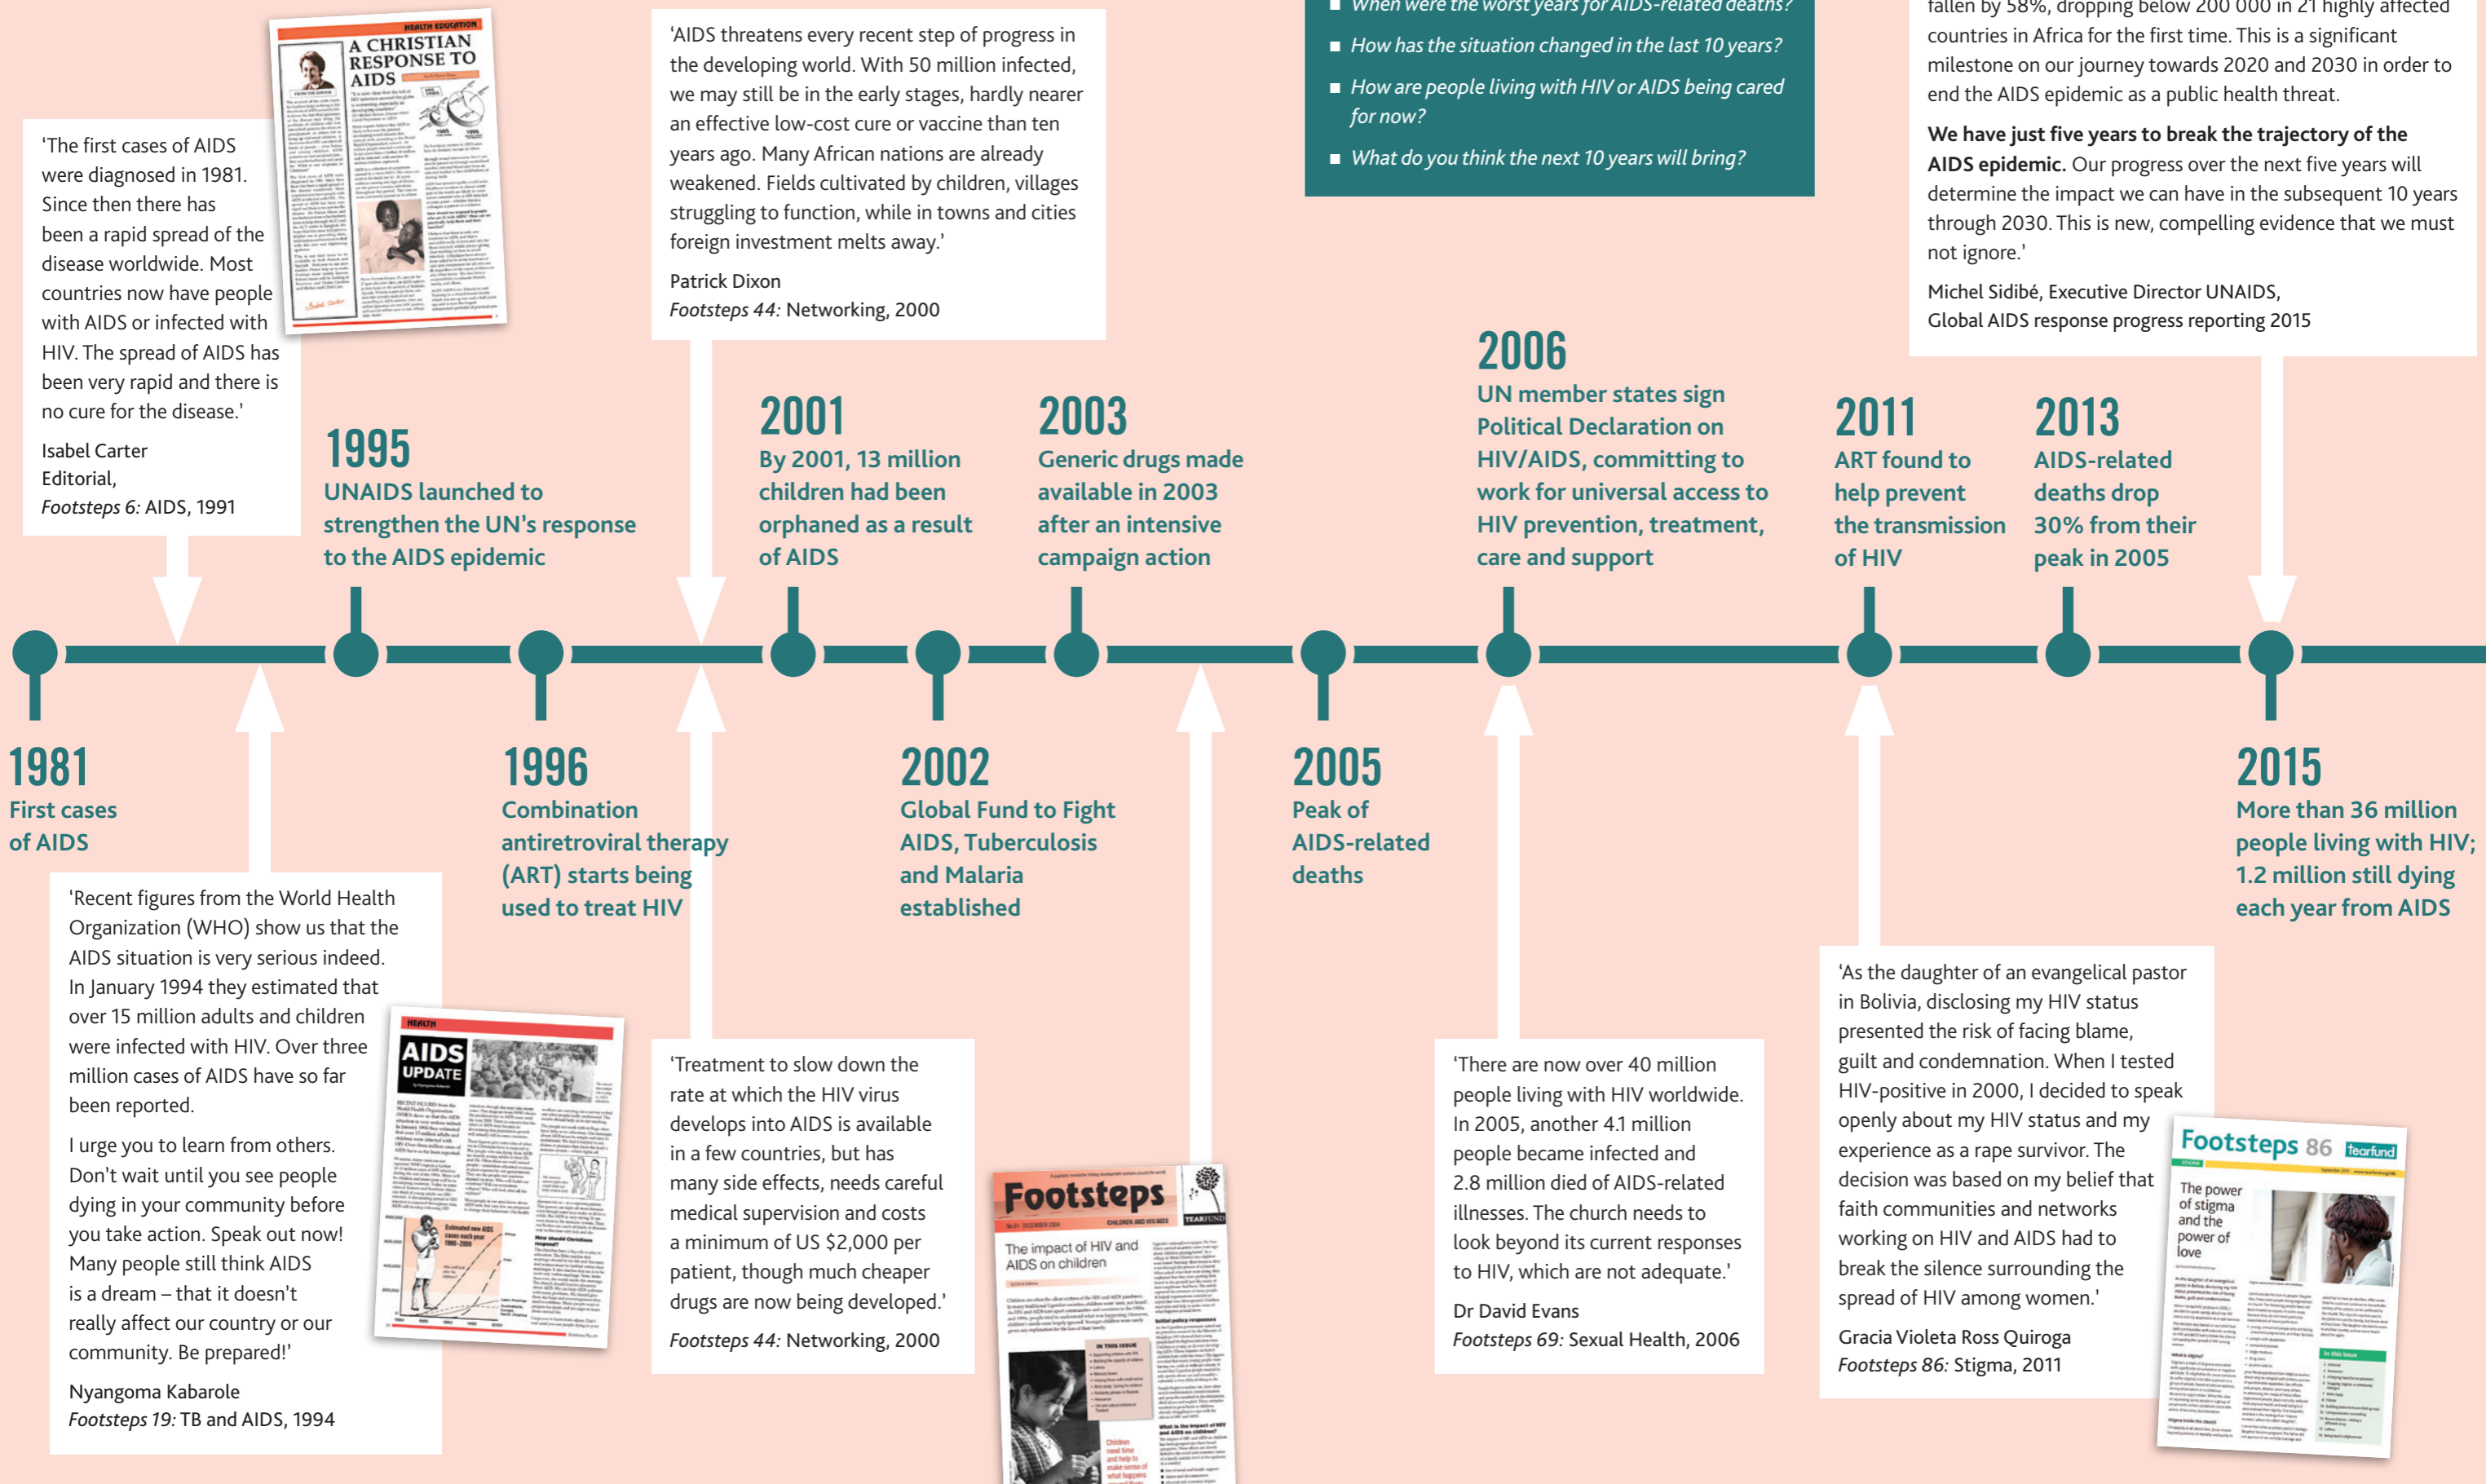 HEALTH EDUCATION
A CHRISTIAN
RESPONSE TO
AIDS
FROM THE EDITOR
‘The first cases of AIDS
were diagnosed in 1981.
Since then there has
been a rapid spread of the
disease worldwide. Most
countries now have people
with AIDS or infected with
HIV. The spread of AIDS has
been very rapid and there is
no cure for the disease.’
Isabel Carter
Editorial,
Footsteps 6: AIDS, 1991
‘AIDS threatens every recent step of progress in
the developing world. With 50 million infected,
we may still be in the early stages, hardly nearer
an effective low-cost cure or vaccine than ten
years ago. Many African nations are already
weakened. Fields cultivated by children, villages
struggling to function, while in towns and cities
foreign investment melts away.’
Patrick Dixon
Footsteps 44: Networking, 2000
■ When were the worst years for AIDS-related deaths?
■ How has the situation changed in the last 10 years?
■ How are people living with HIV or AIDS being cared
for now?
■ What do you think the next 10 years will bring?
fallen by 58%, dropping below 200 000 in 21 highly affected
countries in Africa for the first time. This is a significant
milestone on our journey towards 2020 and 2030 in order to
end the AIDS epidemic as a public health threat.
We have just five years to break the trajectory of the
AIDS epidemic. Our progress over the next five years will
determine the impact we can have in the subsequent 10 years
through 2030. This is new, compelling evidence that we must
not ignore.’
Michel Sidibé, Executive Director UNAIDS,
Global AIDS response progress reporting 2015
1995
UNAIDS launched to
strengthen the UN’s response
to the AIDS epidemic
2001
By 2001, 13 million
children had been
orphaned as a result
of AIDS
2003
Generic drugs made
available in 2003
after an intensive
campaign action
2006
UN member states sign
Political Declaration on
HIV/AIDS, committing to
work for universal access to
HIV prevention, treatment,
care and support
2011
ART found to
help prevent
the transmission
of HIV
2013
AIDS-related
deaths drop
30% from their
peak in 2005
1981
First cases
of AIDS
1996
Combination
antiretroviral therapy
(ART) starts being
used to treat HIV
2002
Global Fund to Fight
AIDS, Tuberculosis
and Malaria
established
2005
Peak of
AIDS-related
deaths
2015
More than 36 million
people living with HIV;
1.2 million still dying
each year from AIDS
‘Recent figures from the World Health
Organization (WHO) show us that the
AIDS situation is very serious indeed.
In January 1994 they estimated that
over 15 million adults and children
were infected with HIV. Over three
million cases of AIDS have so far
been reported.
I urge you to learn from others.
Don’t wait until you see people
dying in your community before
you take action. Speak out now!
Many people still think AIDS
is a dream – that it doesn’t
really affect our country or our
community. Be prepared!’
Nyangoma Kabarole
Footsteps 19: TB and AIDS, 1994
HEALTH
AIDS
UPDATE
Estimated new AIDS
cases each year
1980–2000
‘Treatment to slow down the
rate at which the HIV virus
develops into AIDS is available
in a few countries, but has
many side effects, needs careful
medical supervision and costs
a minimum of US $2,000 per
patient, though much cheaper
drugs are now being developed.’
Footsteps 44: Networking, 2000
Footsteps
TEARFUND
CHILDREN AND HIV/AIDS
The impact of HIV and
AIDS on children
IN THIS ISSUE
Children
need time
and help to
make sense of
what happens
‘There are now over 40 million
people living with HIV worldwide.
In 2005, another 4.1 million
people became infected and
2.8 million died of AIDS-related
illnesses. The church needs to
look beyond its current responses
to HIV, which are not adequate.’
Dr David Evans
Footsteps 69: Sexual Health, 2006
‘As the daughter of an evangelical pastor
in Bolivia, disclosing my HIV status
presented the risk of facing blame,
guilt and condemnation. When I tested
HIV-positive in 2000, I decided to speak
openly about my HIV status and my
experience as a rape survivor. The
decision was based on my belief that
faith communities and networks
working on HIV and AIDS had to
break the silence surrounding the
spread of HIV among women.’
Gracia Violeta Ross Quiroga
Footsteps 86: Stigma, 2011
Footsteps 86
tearfund
The power
of stigma
and the
power of
love
In this issue